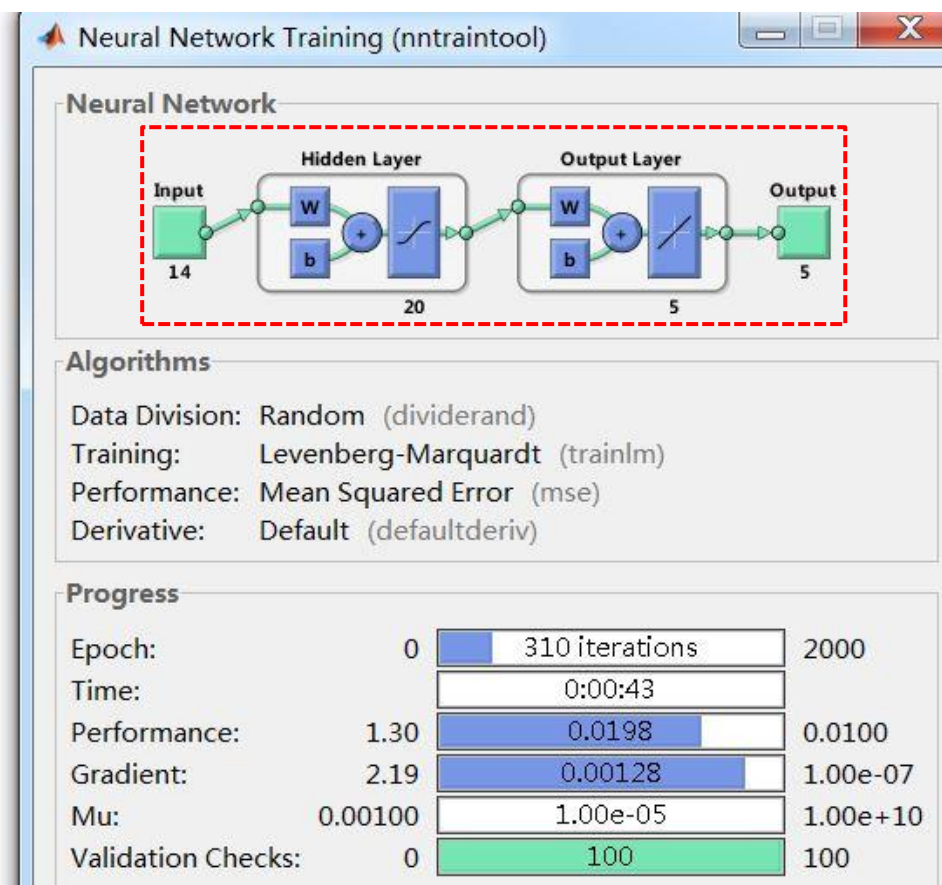 Neural Network Training (nntraintool)
X
Neural Network
Hidden Layer
Output Layer
Input
Output
W
b
+
W
b
+
14
20
5
5
Algorithms
Data Division: Random (dividerand)
Training: Levenberg-Marquardt (trainlm)
Performance: Mean Squared Error (mse)
Derivative: Default (defaultderiv)
Progress
Epoch: 0 310 iterations 2000
Time: 0:00:43
Performance: 1.30 0.0198 0.0100
Gradient: 2.19 0.00128 1.00e-07
Mu: 0.00100 1.00e-05 1.00e+10
Validation Checks: 0 100 100